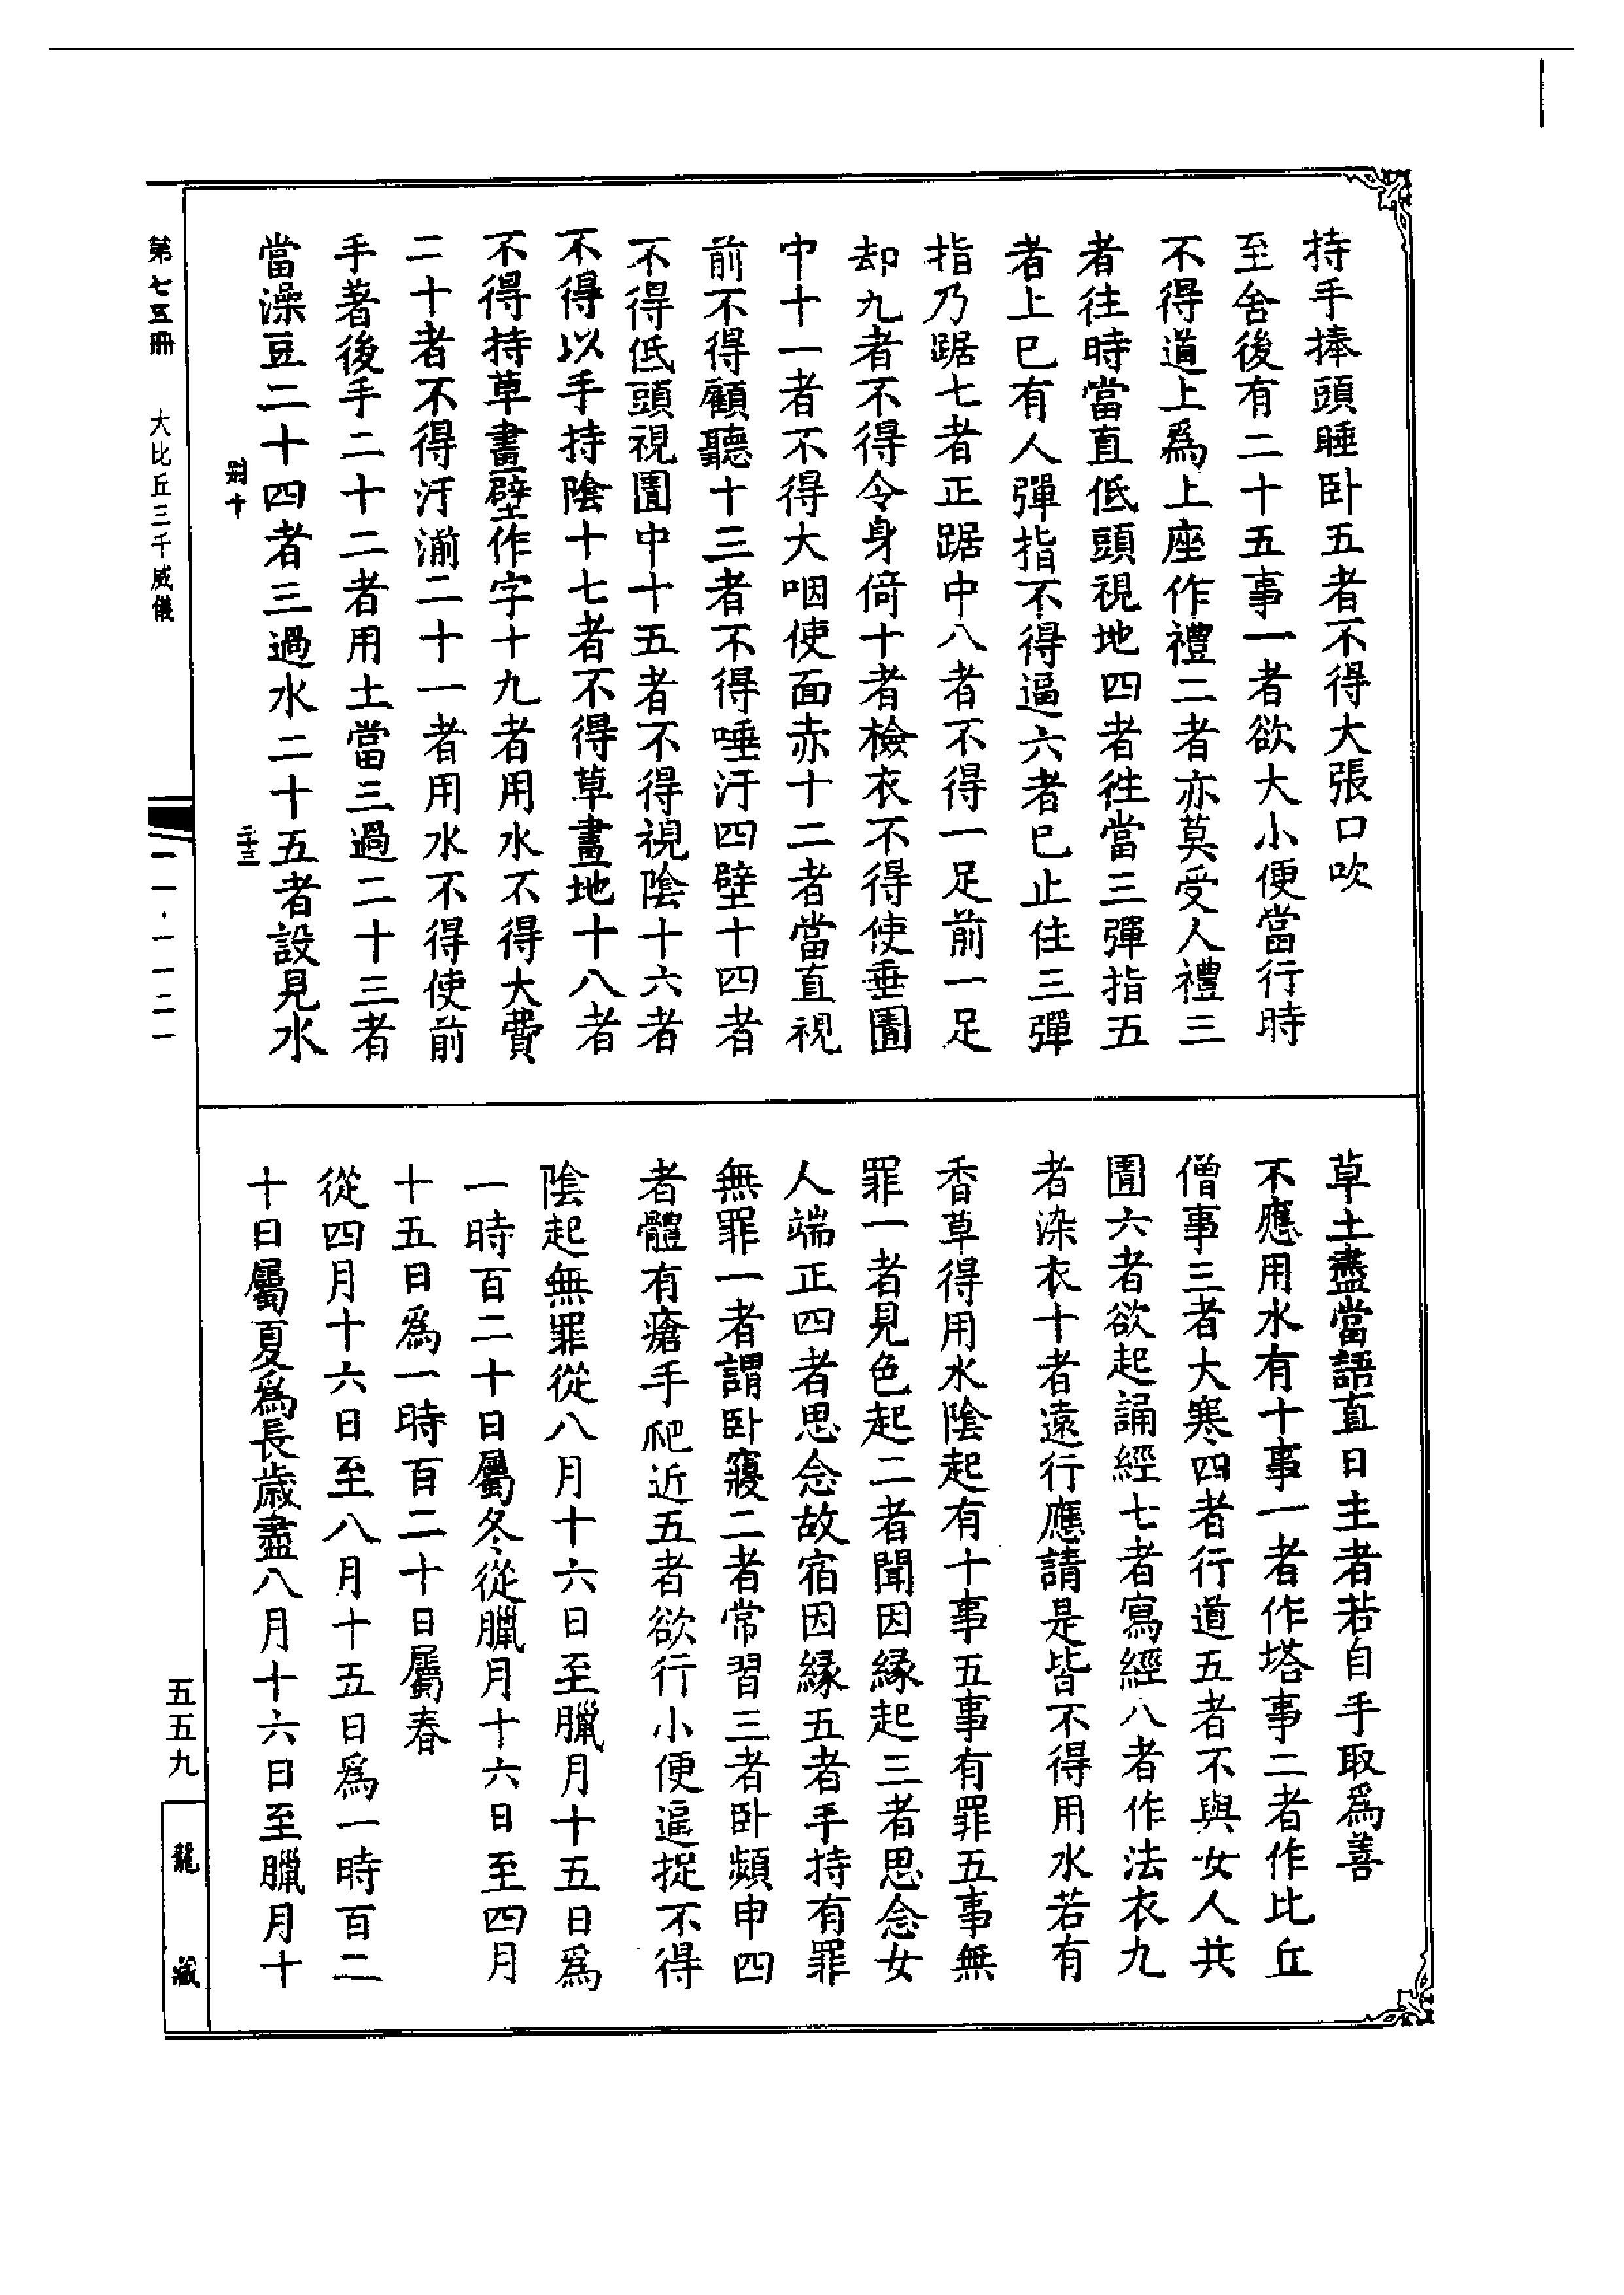 持手捧頭睡卧五者不得大張口吹
至舍後有二十五事一者欲大小便當行時
不得道上爲上座作禮二者亦莫受人禮三
者往時當直低頭視地四者往當三彈指五
者上已有人彈指不得逼六者已止住三彈
指乃踞七者正踞中八者不得一足前一足
却九者不得令身倚十者檢衣不得使垂圊
中十一者不得大咽使面赤十二者當直視
前不得顧聽十三者不得唾汙四壁十四者
不得低頭視圊中十五者不得視陰十六者
不得以手持陰十七者不得草畫地十八者
不得持草畫壁作字十九者用水不得大費
二十者不得汙湔二十一者用水不得使前
手著後手二十二者用土當三過二十三者
當澡豆二十四者三過水二十五者設見水
草土盡當語直日主者若自手取爲善
不應用水有十事一者作塔事二者作比丘
僧事三者大寒四者行道五者不與女人共
圊六者欲起誦經七者寫經八者作法衣九
者染衣十者遠行應請是皆不得用水若有
香草得用水陰起有十事五事有罪五事無
罪一者見色起二者聞因緣起三者思念女
人端正四者思念故宿因緣五者手持有罪
無罪一者謂卧寱二者常習三者卧頻申四
者體有瘡手爬近五者欲行小便逼捉不得
陰起無罪從八月十六日至臘月十五日爲
一時百二十日屬冬從臘月十六日至四月
十五日爲一時百二十日屬春
從四月十六日至八月十五日爲一時百二
十日屬夏爲長歲盡八月十六日至臘月十
第七五冊 大比丘三千威儀
一一·一一二一
五五九
龍藏